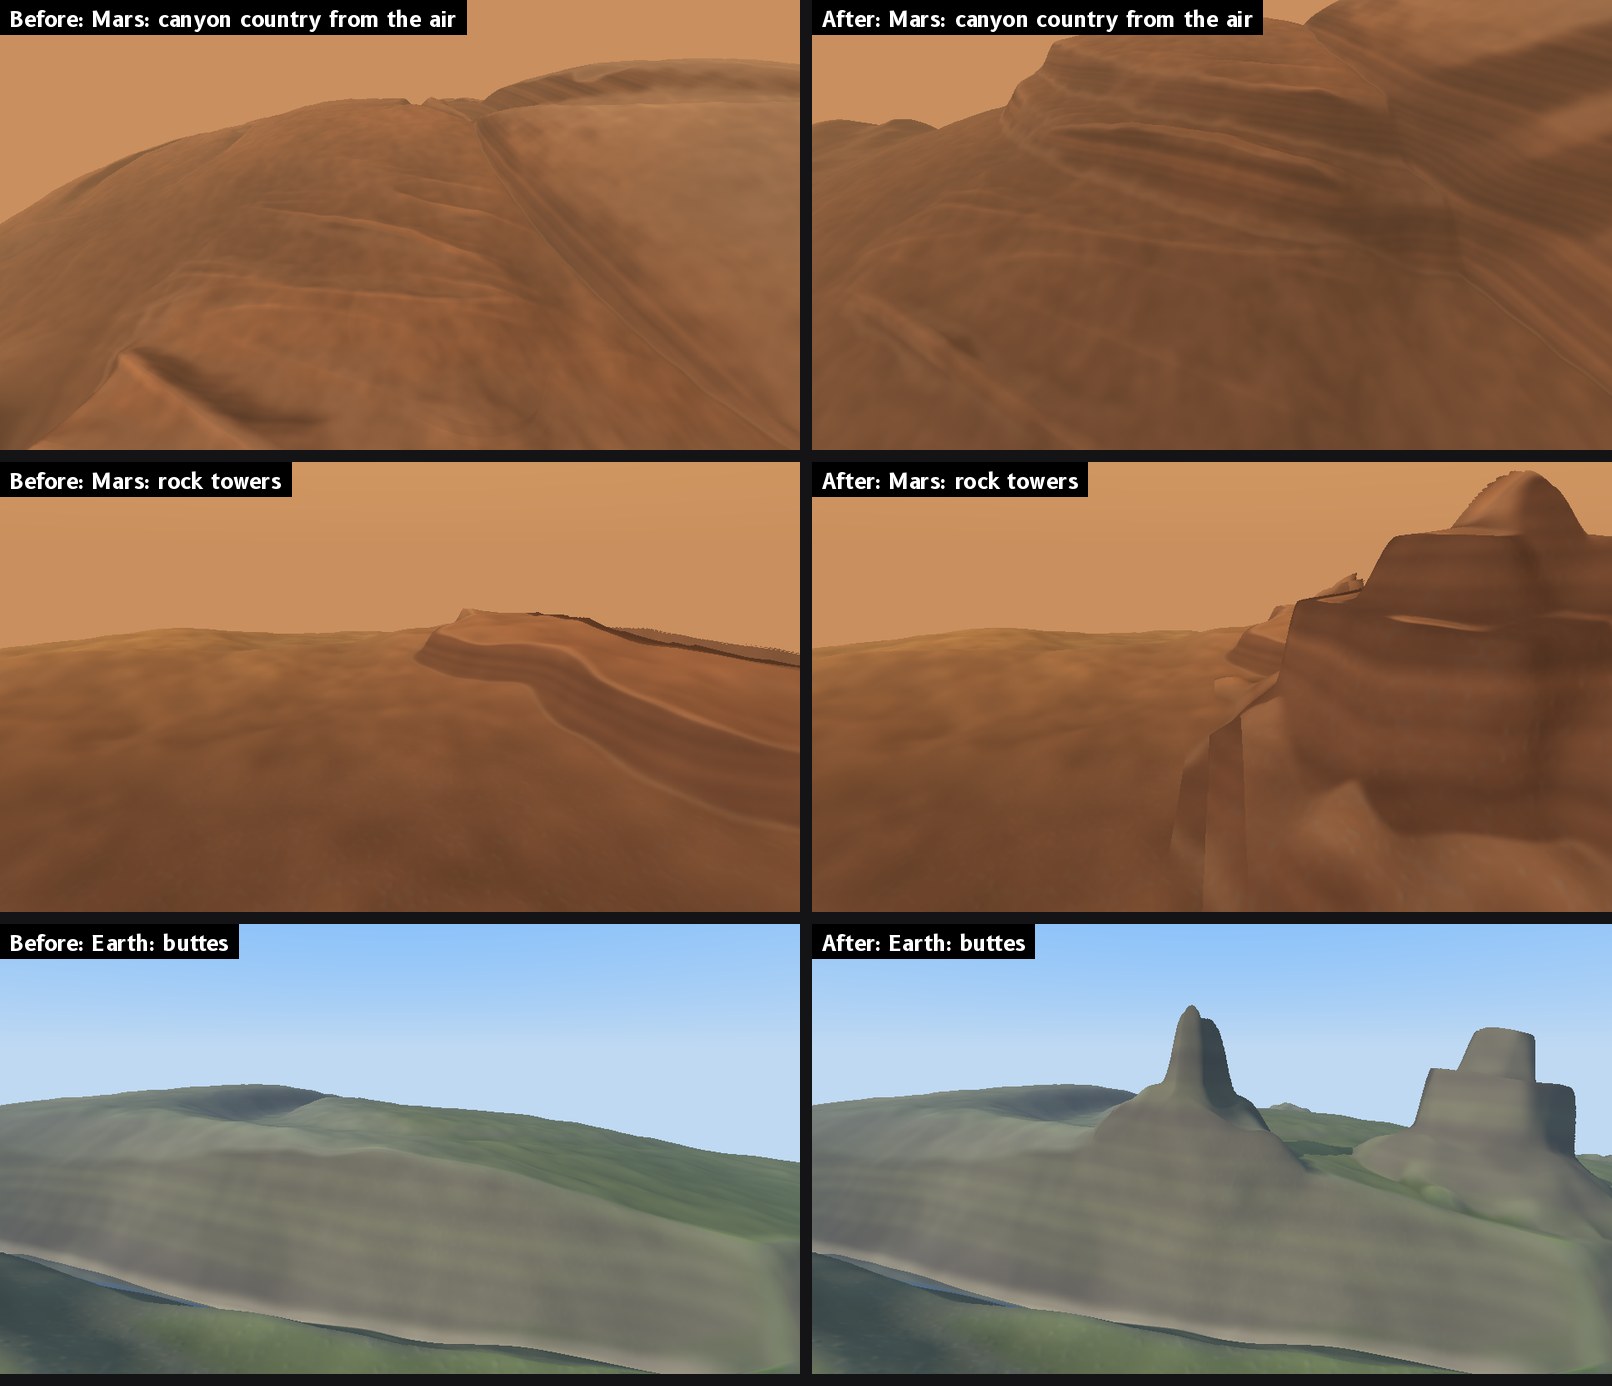 Before: Mars: canyon country from the air
After: Mars: canyon country from the air
Before: Mars: rock towers
After: Mars: rock towers
Before: Earth: buttes
After: Earth: buttes